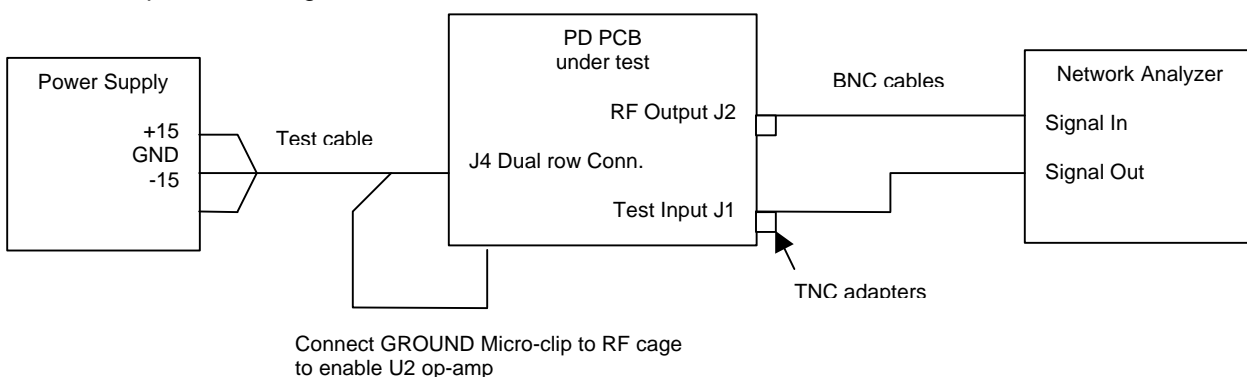 PD PCB
under test
Power Supply
BNC cables
Network Analyzer
RF Output J2
Signal In
+15
GND
-15
Test cable
J4 Dual row Conn.
Signal Out
Test Input J1
TNC adapters
Connect GROUND Micro-clip to RF cage
to enable U2 op-amp